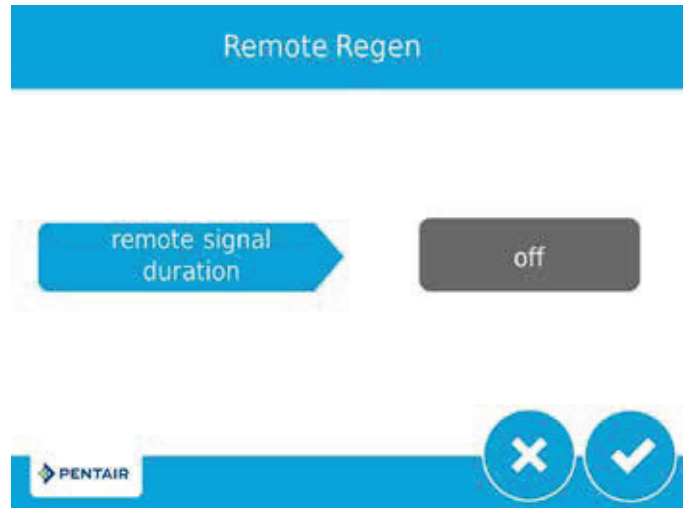 Remote Regen
remote signal
duration
off
PENTAIR